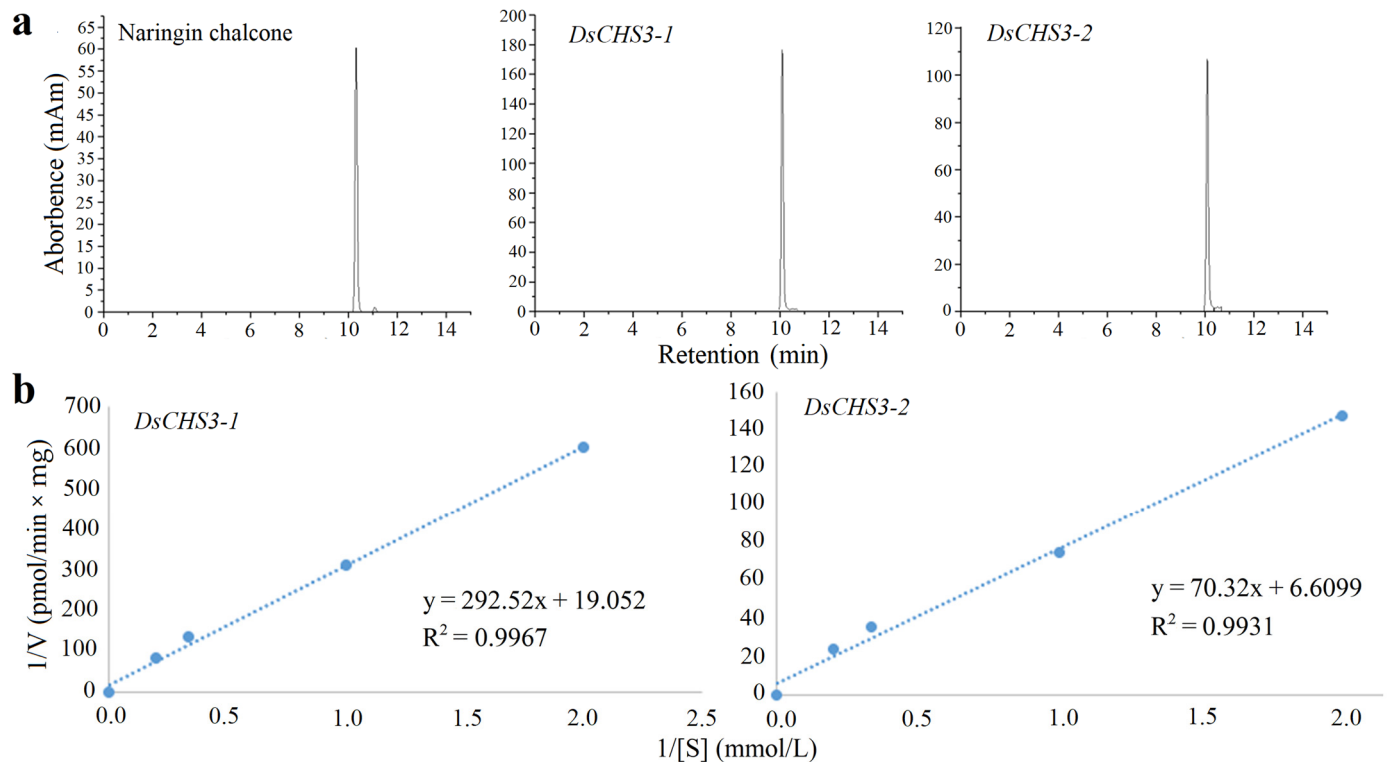 a
Naringin chalcone
DsCHS3-1
DsCHS3-2
Aborbence (mAm)
65
60
55
50
45
40
35
30
25
20
15
10
5
0
0 2 4 6 8 10 12 14
200
180
160
140
120
100
80
60
40
20
0
0 2 4 6 8 10 12 14
120
100
80
60
40
20
0
0 2 4 6 8 10 12 14
Retention (min)
b
DsCHS3-1
1/V (pmol/min × mg)
700
600
500
400
300
200
100
0
y = 292.52x + 19.052
R² = 0.9967
0.0 0.5 1.0 1.5 2.0 2.5
DsCHS3-2
160
140
120
100
80
60
40
20
0
y = 70.32x + 6.6099
R² = 0.9931
0.0 0.5 1.0 1.5 2.0
1/[S] (mmol/L)